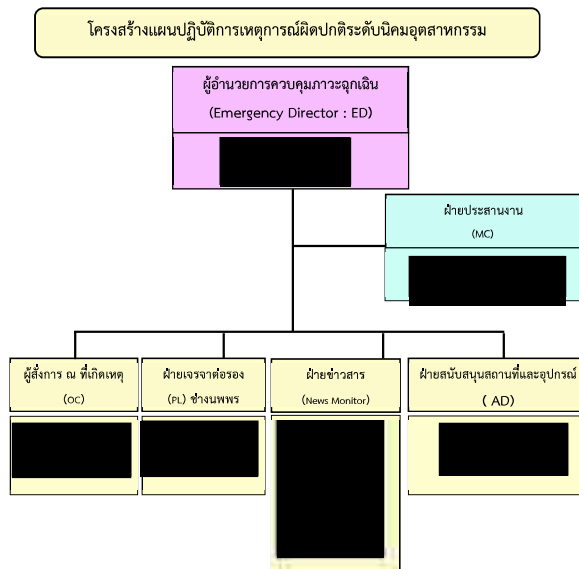 โครงสร้างแผนปฏิบัติการเหตุการณ์ผิดปกติระดับนิคมอุตสาหกรรม
ผู้อำนวยการควบคุมภาวะฉุกเฉิน
(Emergency Director : ED)
ฝ่ายประสานงาน
(MC)
ผู้สั่งการ ณ ที่เกิดเหตุ
(OC)
ฝ่ายเจรจาต่อรอง
(PL) ช่างนพพร
ฝ่ายข่าวสาร
(News Monitor)
ฝ่ายสนับสนุนสถานที่และอุปกรณ์
( AD)